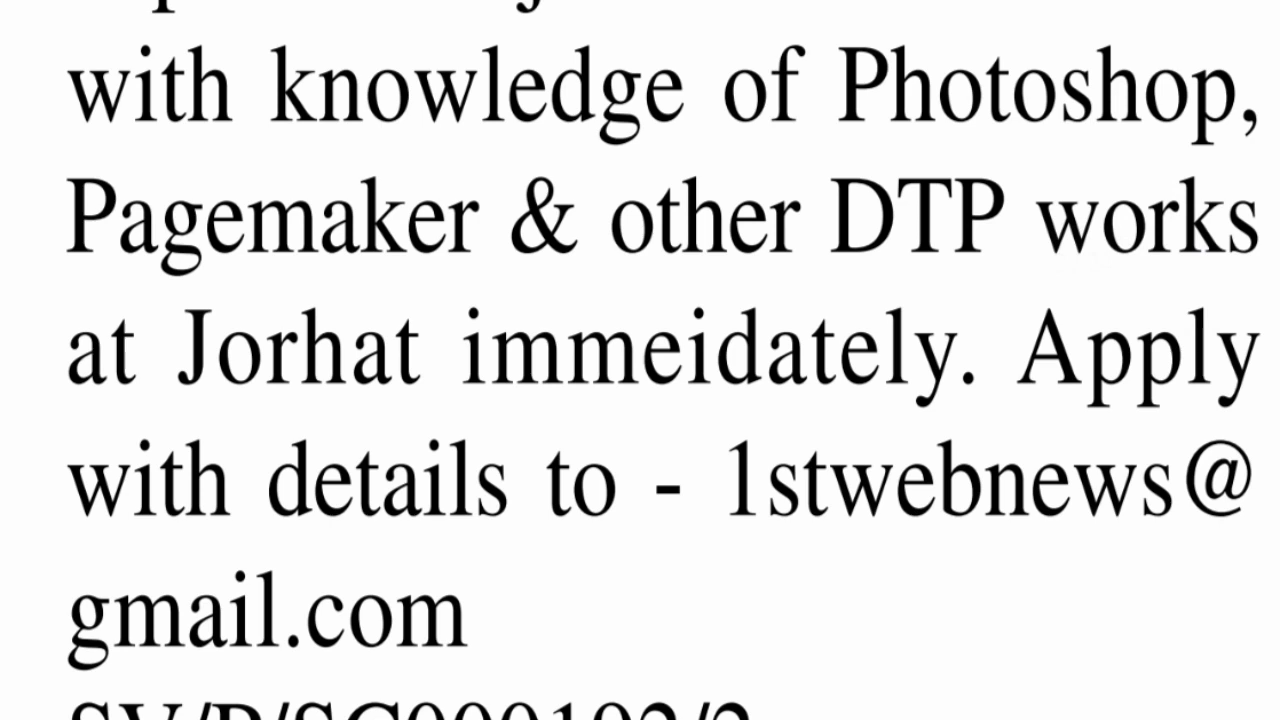 with knowledge of Photoshop,
Pagemaker & other DTP works
at Jorhat immeidately. Apply
with details to - 1stwebnews@
gmail.com